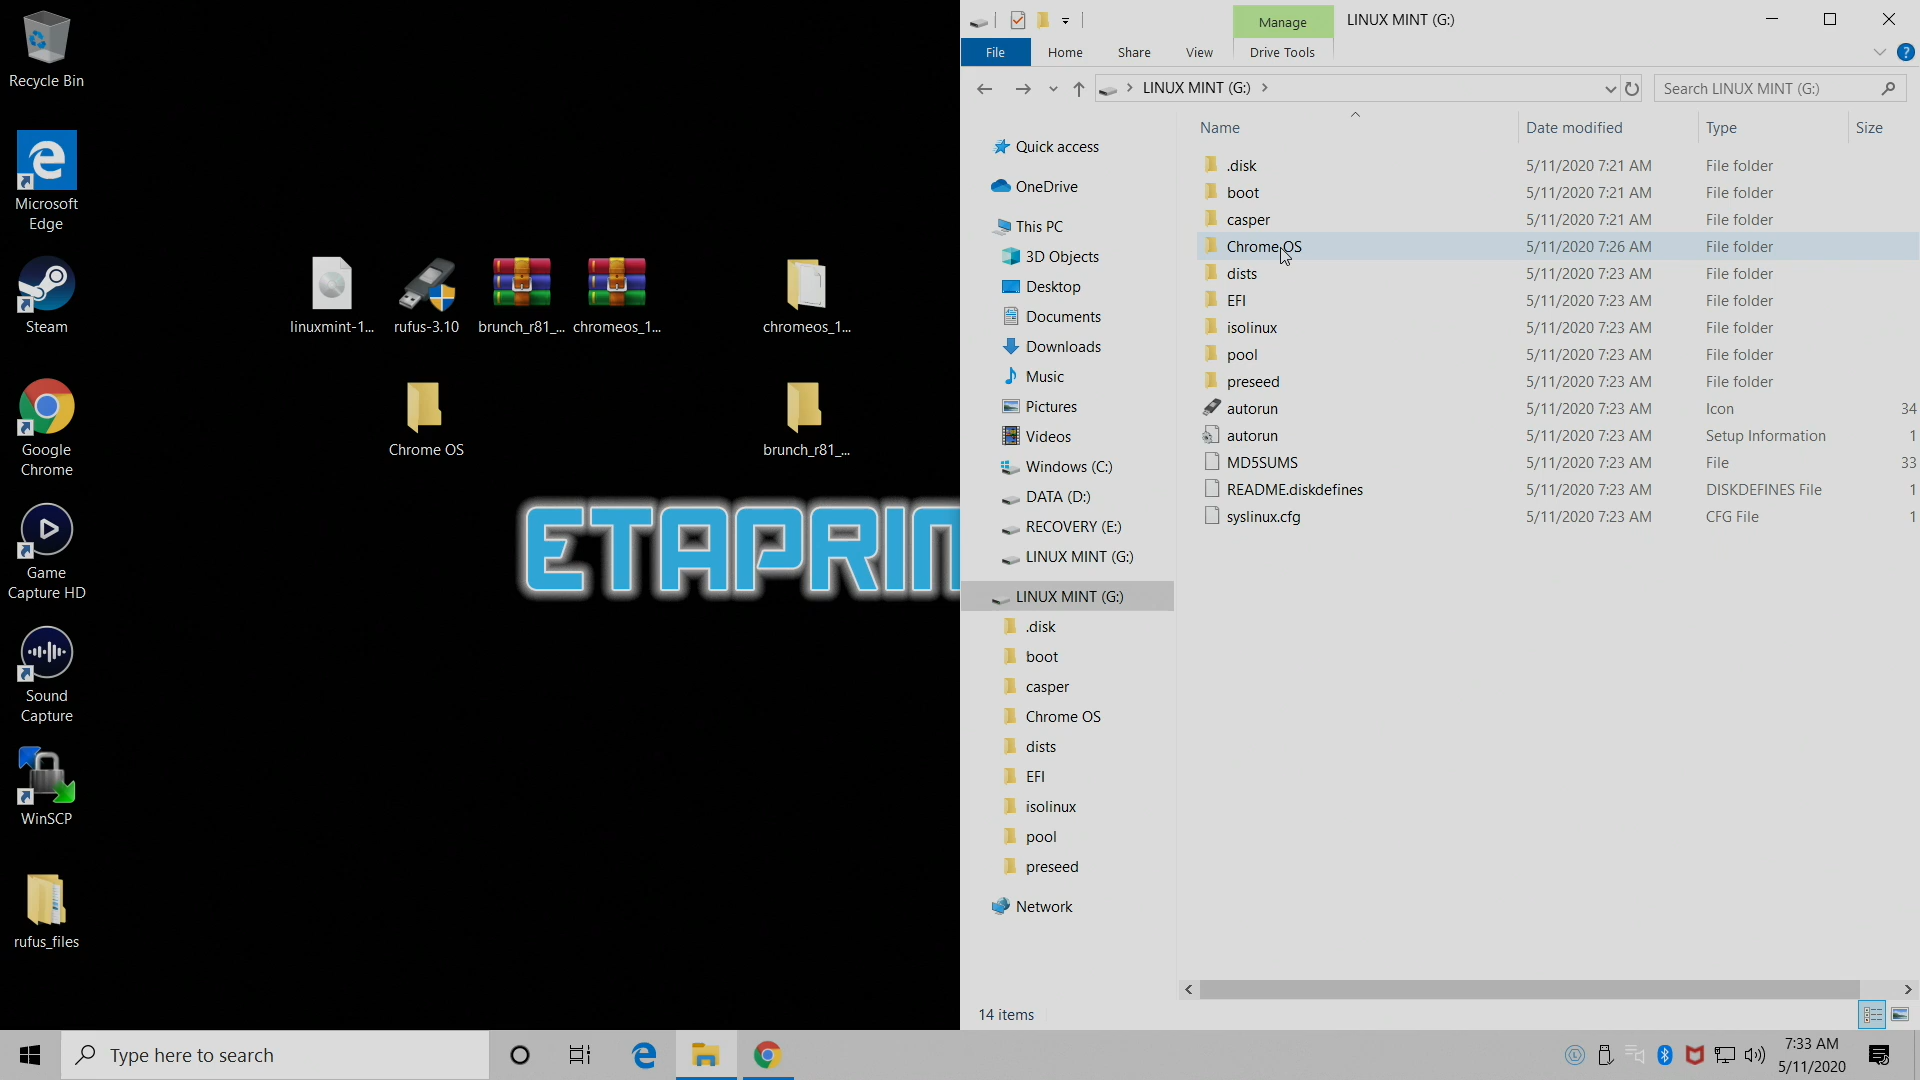 Recycle Bin
Microsoft
Edge
Steam
Google
Chrome
Game
Capture HD
Sound
Capture
WinSCP
rufus_files
linuxmint-1...
rufus-3.10
brunch_r81_...
chromeos_1...
chromeos_1...
Chrome OS
brunch_r81_...
ETAPRIM
Manage
LINUX MINT (G:)
File
Home
Share
View
Drive Tools
LINUX MINT (G:)
Search LINUX MINT (G:)
Name
Date modified
Type
Size
Quick access
OneDrive
This PC
3D Objects
Desktop
Documents
Downloads
Music
Pictures
Videos
Windows (C:)
DATA (D:)
RECOVERY (E:)
LINUX MINT (G:)
LINUX MINT (G:)
.disk
boot
casper
Chrome OS
dists
EFI
isolinux
pool
preseed
Network
.disk 5/11/2020 7:21 AM File folder
boot 5/11/2020 7:21 AM File folder
casper 5/11/2020 7:21 AM File folder
Chrome OS 5/11/2020 7:26 AM File folder
dists 5/11/2020 7:23 AM File folder
EFI 5/11/2020 7:23 AM File folder
isolinux 5/11/2020 7:23 AM File folder
pool 5/11/2020 7:23 AM File folder
preseed 5/11/2020 7:23 AM File folder
autorun 5/11/2020 7:23 AM Icon 34
autorun 5/11/2020 7:23 AM Setup Information 1
MD5SUMS 5/11/2020 7:23 AM File 33
README.diskdefines 5/11/2020 7:23 AM DISKDEFINES File 1
syslinux.cfg 5/11/2020 7:23 AM CFG File 1
14 items
Type here to search
7:33 AM
5/11/2020